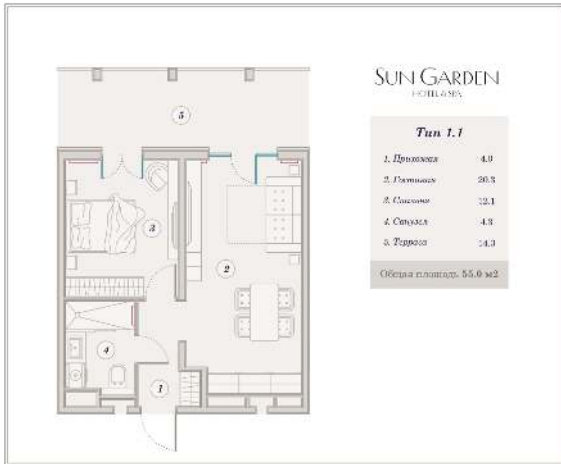 SUN GARDEN
HOTEL & SPA
Тип 1.1
1. Прихожая 4.0
2. Гостиная 20.3
3. Спальня 12.1
4. Санузел 4.3
5. Терраса 14.3
Общая площадь 55.0 м2
5
3
2
4
1